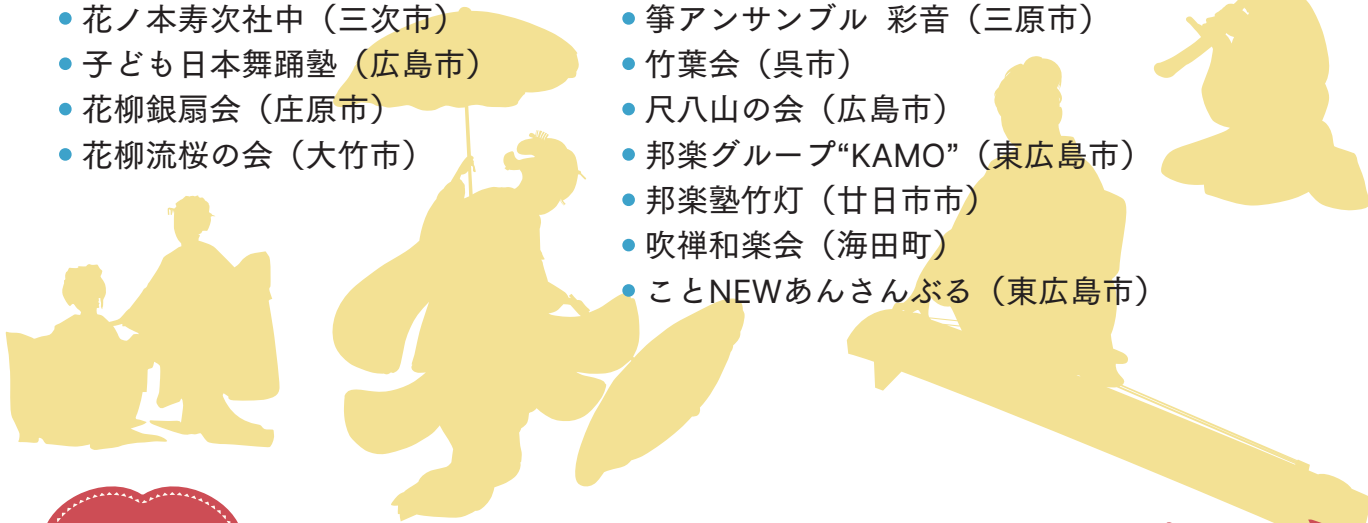 ● 花ノ本寿次社中（三次市）
● 子ども日本舞踊塾（広島市）
● 花柳銀扇会（庄原市）
● 花柳流桜の会（大竹市）
● 箏アンサンブル 彩音（三原市）
● 竹葉会（呉市）
● 尺八山の会（広島市）
● 邦楽グループ“KAMO”（東広島市）
● 邦楽塾竹灯（廿日市市）
● 吹禅和楽会（海田町）
● ことNEWあんさんぶる（東広島市）